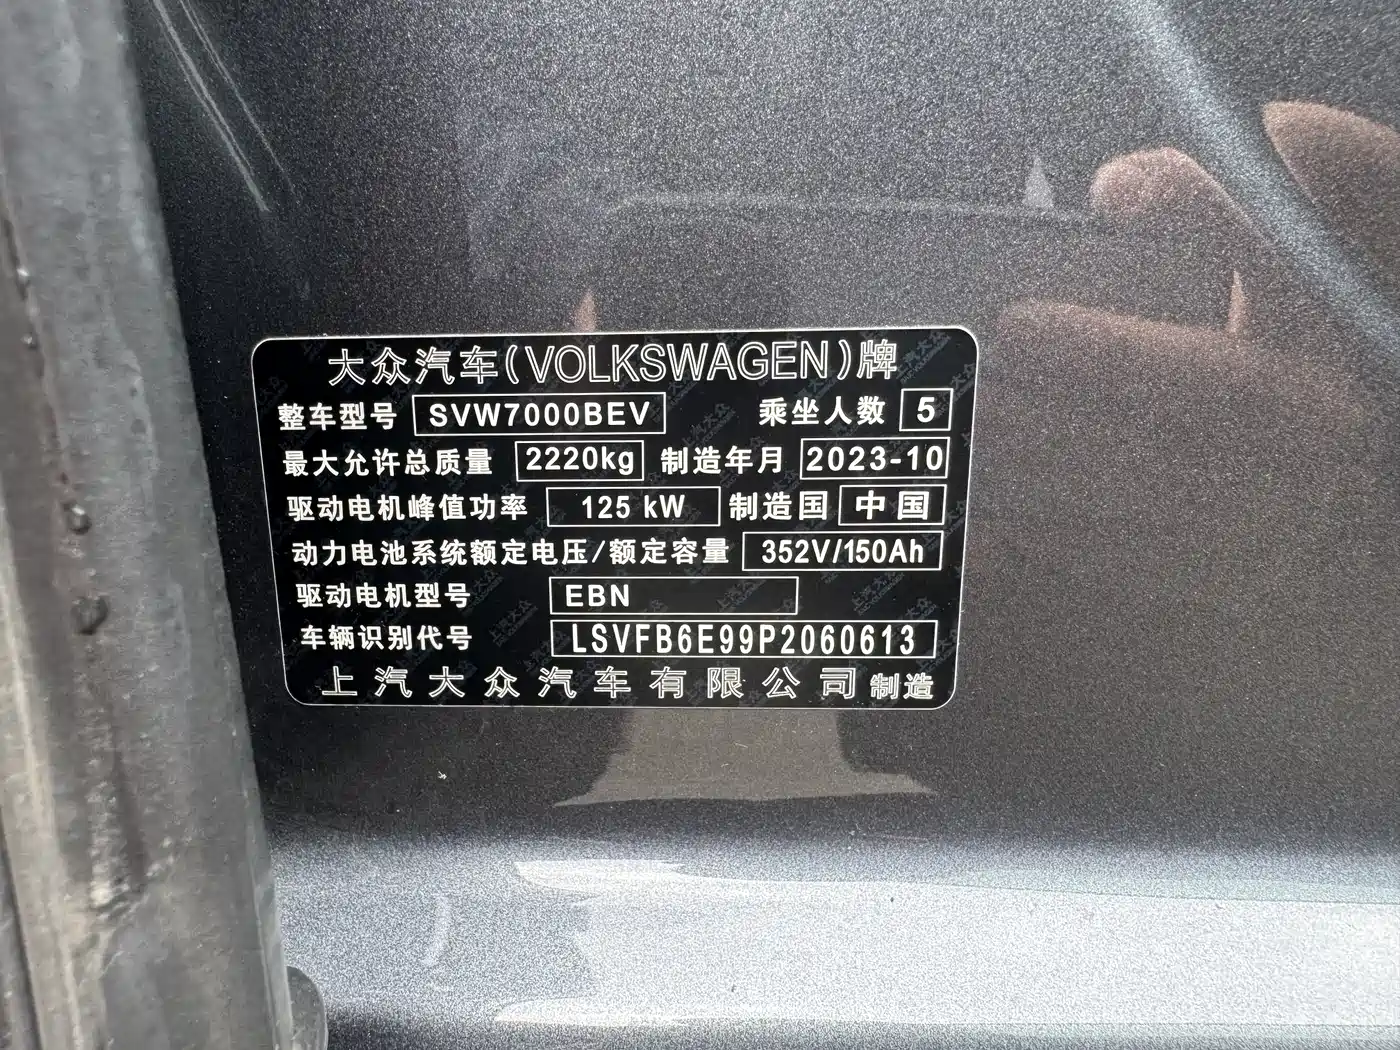 大众汽车(VOLKSWAGEN)牌
整车型号 SVW7000BEV 乘坐人数 5
最大允许总质量 2220kg 制造年月 2023-10
驱动电机峰值功率 125 kW 制造国 中国
动力电池系统额定电压/额定容量 352V/150Ah
驱动电机型号 EBN
车辆识别代号 LSVFB6E99P2060613
上汽大众汽车有限公司制造